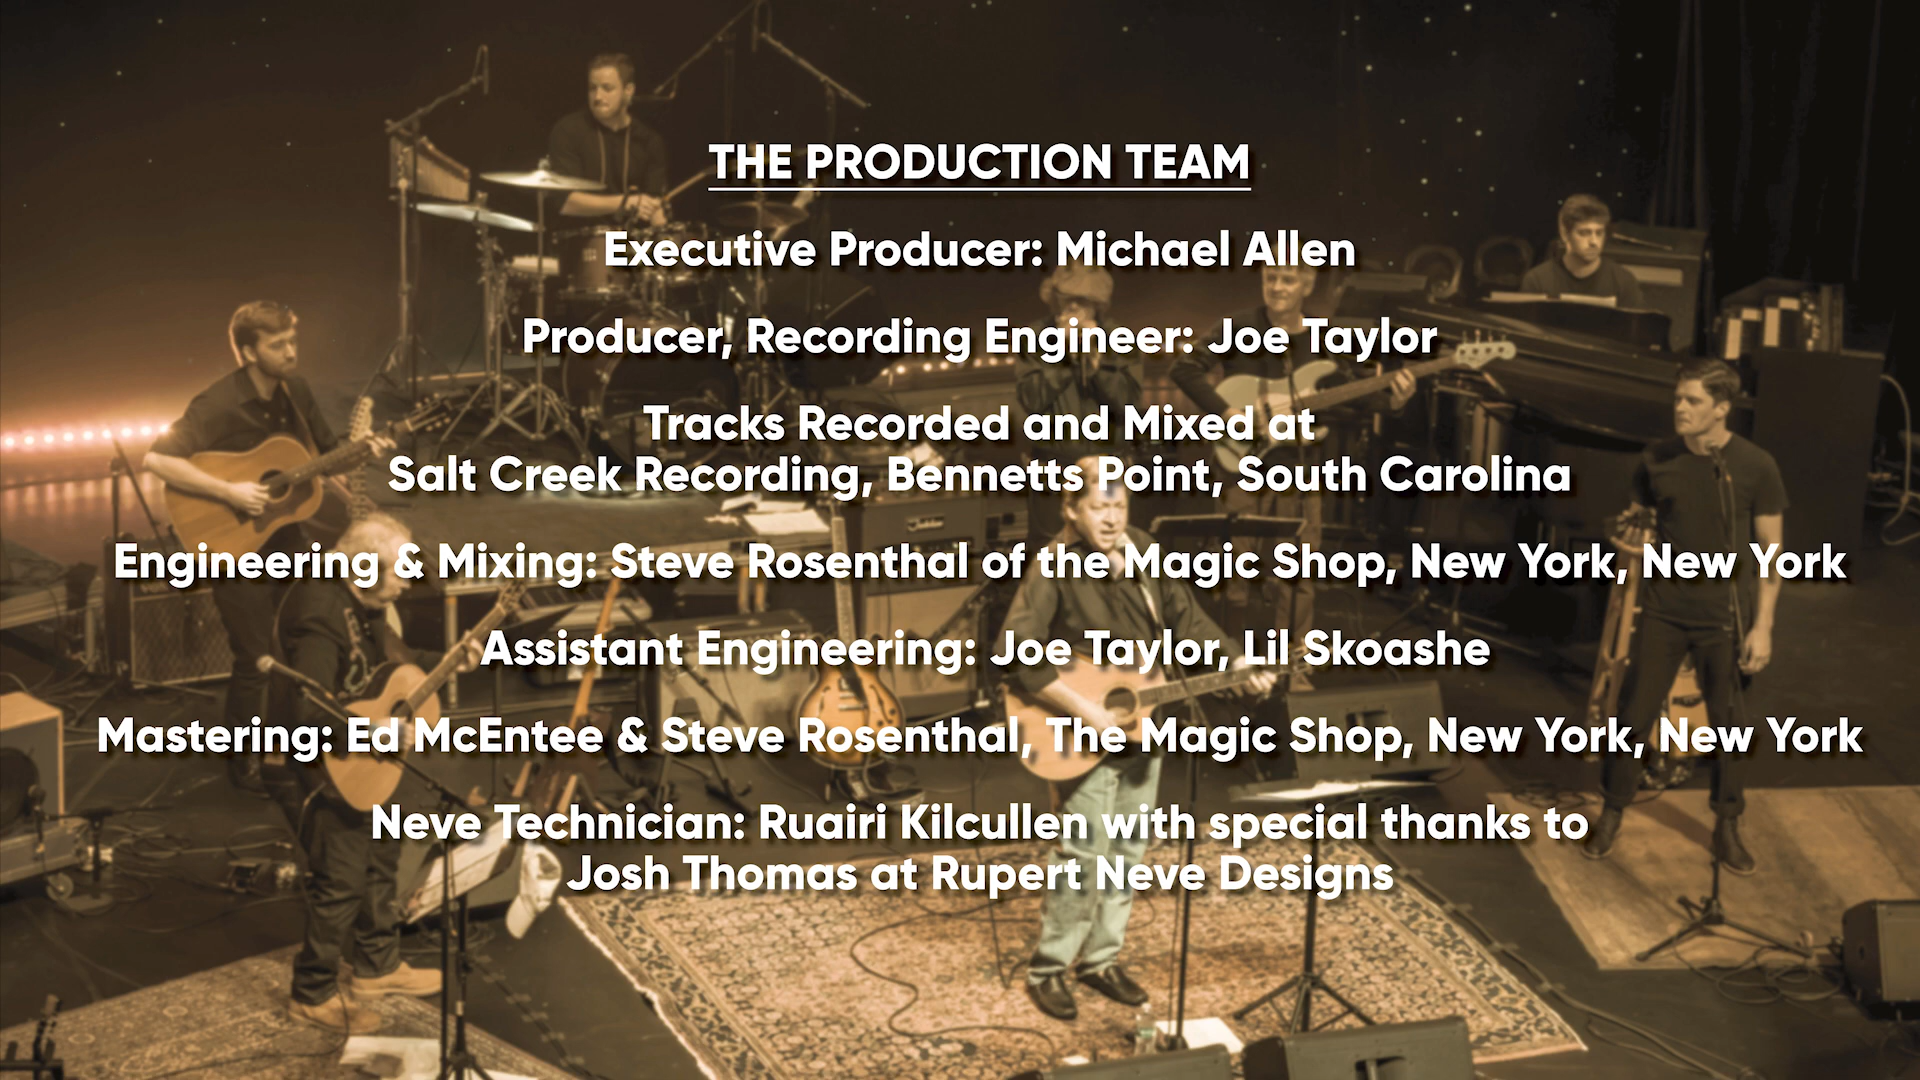 THE PRODUCTION TEAM
Executive Producer: Michael Allen
Producer, Recording Engineer: Joe Taylor
Tracks Recorded and Mixed at
Salt Creek Recording, Bennetts Point, South Carolina
Engineering & Mixing: Steve Rosenthal of the Magic Shop, New York, New York
Assistant Engineering: Joe Taylor, Lil Skoashe
Mastering: Ed McEntee & Steve Rosenthal, The Magic Shop, New York, New York
Neve Technician: Ruairi Kilcullen with special thanks to
Josh Thomas at Rupert Neve Designs